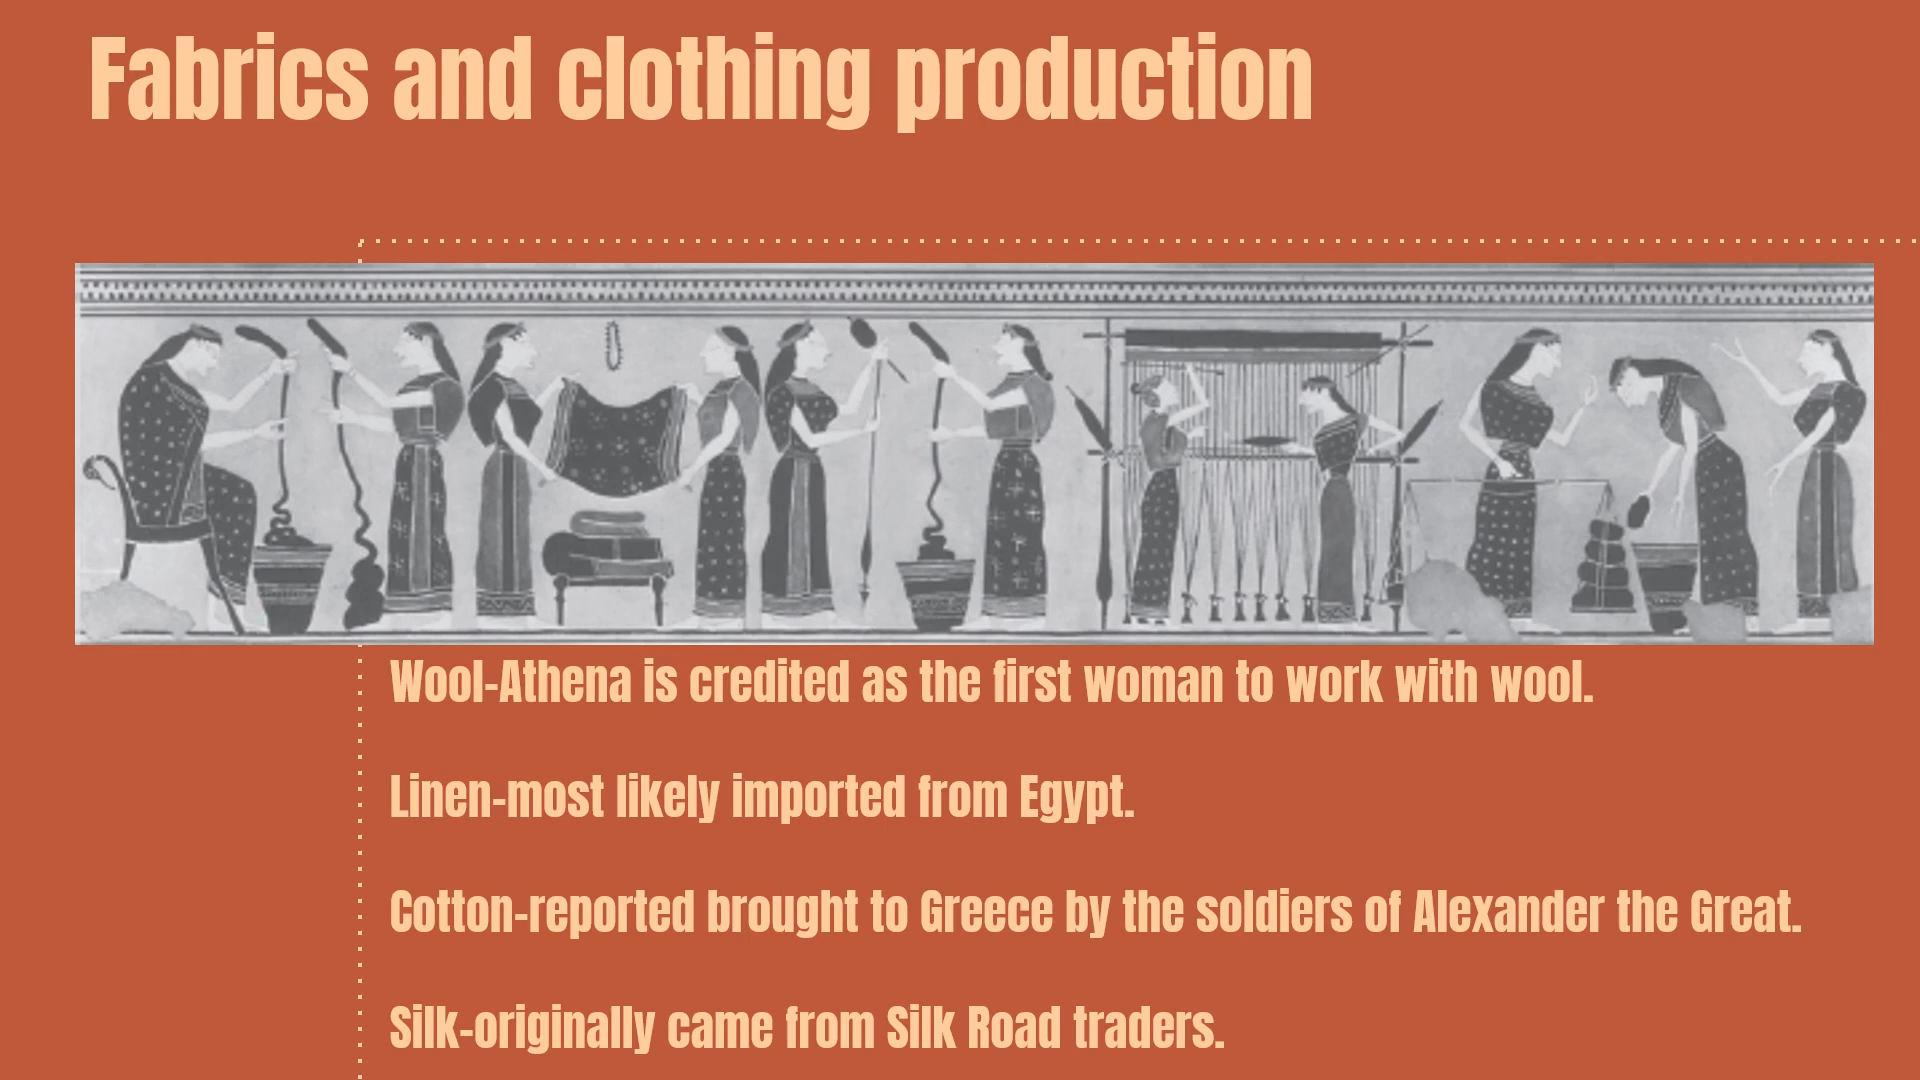 Fabrics and clothing production
Wool-Athena is credited as the first woman to work with wool.
Linen-most likely imported from Egypt.
Cotton-reported brought to Greece by the soldiers of Alexander the Great.
Silk-originally came from Silk Road traders.